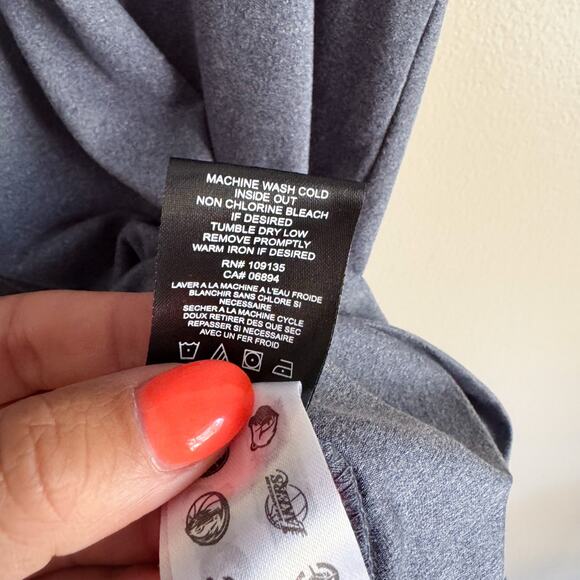 MACHINE WASH COLD
INSIDE OUT
NON CHLORINE BLEACH
IF DESIRED
TUMBLE DRY LOW
REMOVE PROMPTLY
WARM IRON IF DESIRED
RN# 109135
CA# 06894
LAVER A LA MACHINE A L'EAU FROIDE
BLANCHIR SANS CHLORE SI
NECESSAIRE
SECHER A LA MACHINE CYCLE
DOUX RETIRER DES QUE SEC
REPASSER SI NECESSAIRE
AVEC UN FER FROID